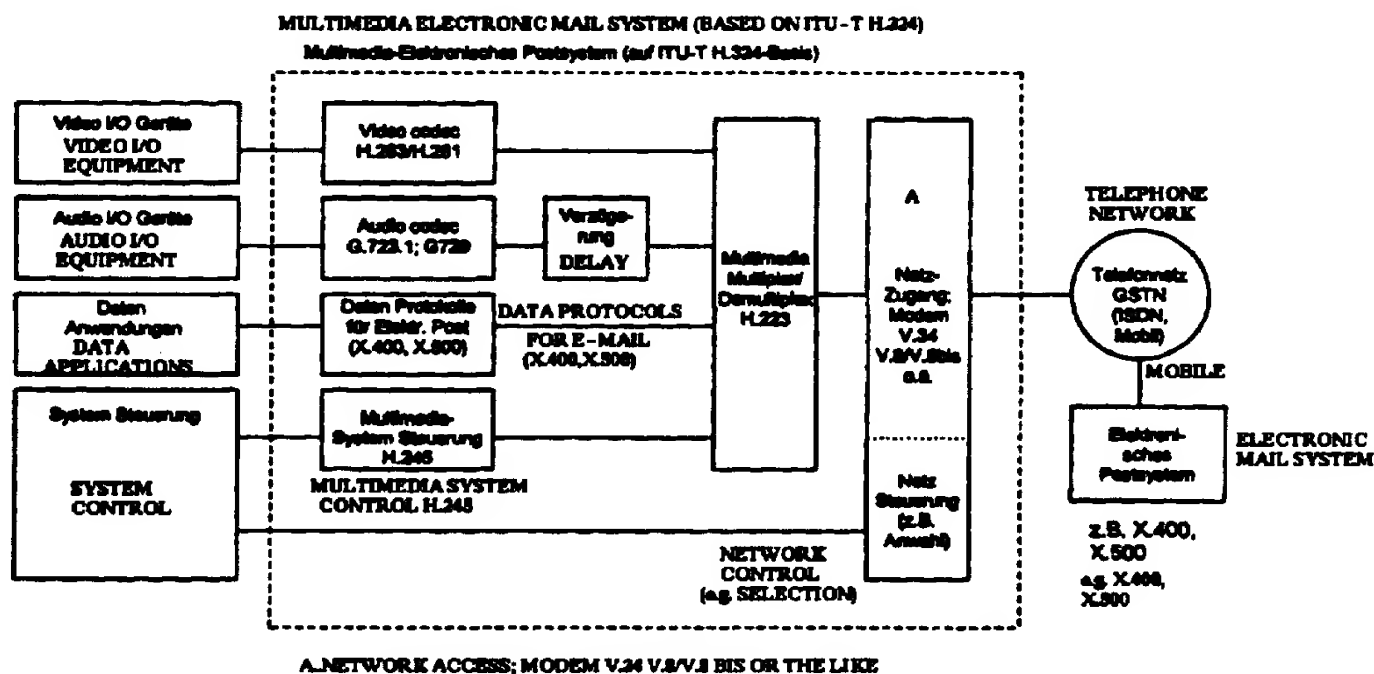 MULTIMEDIA ELECTRONIC MAIL SYSTEM (BASED ON ITU - T H.324)
Multimedia-Elektronisches Postsystem (auf ITU-T H.324-Basis)
Video I/O Geräte
VIDEO I/O
EQUIPMENT
Video codec
H.263/H.261
Audio I/O Geräte
AUDIO I/O
EQUIPMENT
Audio codec
G.723.1; G729
Verzöge-
rung
DELAY
Daten
Anwendungen
DATA
APPLICATIONS
Daten Protokolle
für Elektr. Post
(X.400, X.500)
DATA PROTOCOLS
FOR E - MAIL
(X.400,X.500)
System Steuerung
SYSTEM
CONTROL
Multimedia-
System Steuerung
H.245
MULTIMEDIA SYSTEM
CONTROL H.245
Multimedia
Multiplex/
Demultiplex
H.223
A
Netz-
Zugang;
Modem
V.34
V.8/V.8bis
o.ä.
Netz
Steuerung
(z.B.
Anwahl)
NETWORK
CONTROL
(e.g. SELECTION)
TELEPHONE
NETWORK
Telefonnetz
GSTN
(ISDN,
Mobil)
MOBILE
Elektroni-
sches
Postsystem
ELECTRONIC
MAIL SYSTEM
z.B. X.400,
X.500
e.g. X.400,
X.500
A...NETWORK ACCESS; MODEM V.34 V.8/V.8 BIS OR THE LIKE